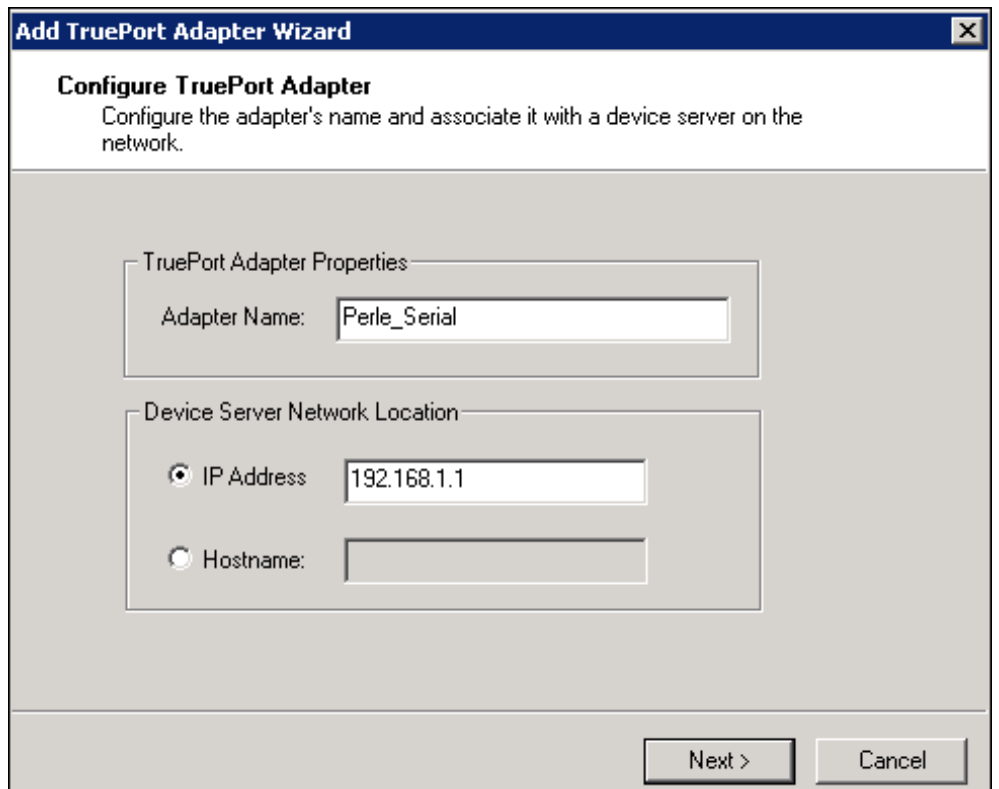 Add TruePort Adapter Wizard
Configure TruePort Adapter
Configure the adapter's name and associate it with a device server on the
network.
TruePort Adapter Properties
Adapter Name: Perle_Serial
Device Server Network Location
IP Address 192.168.1.1
Hostname:
Next > Cancel